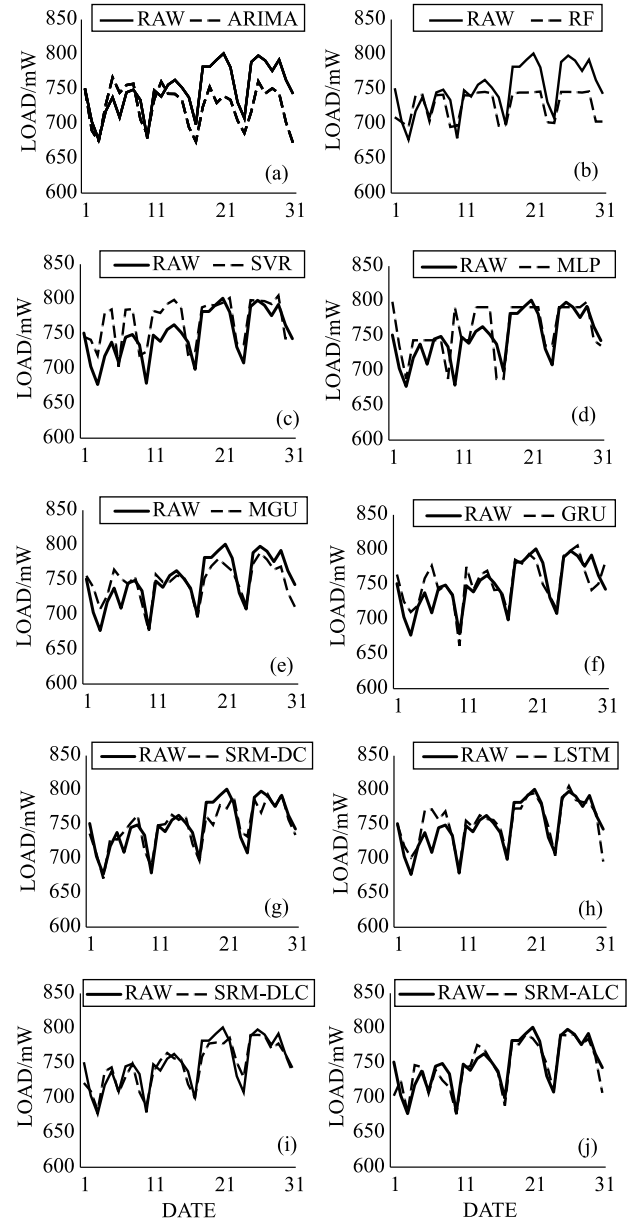 RAW ARIMA
850
800
750
700
650
600
LOAD/mW
(a)
1 11 21 31
RAW RF
850
800
750
700
650
600
LOAD/mW
(b)
1 11 21 31
RAW SVR
850
800
750
700
650
600
LOAD/mW
(c)
1 11 21 31
RAW MLP
850
800
750
700
650
600
LOAD/mW
(d)
1 11 21 31
RAW MGU
850
800
750
700
650
600
LOAD/mW
(e)
1 11 21 31
RAW GRU
850
800
750
700
650
600
LOAD/mW
(f)
1 11 21 31
RAW SRM-DC
850
800
750
700
650
600
LOAD/mW
(g)
1 11 21 31
RAW LSTM
850
800
750
700
650
600
LOAD/mW
(h)
1 11 21 31
RAW SRM-DLC
850
800
750
700
650
600
LOAD/mW
(i)
1 11 21 31
DATE
RAW SRM-ALC
850
800
750
700
650
600
LOAD/mW
(j)
1 11 21 31
DATE